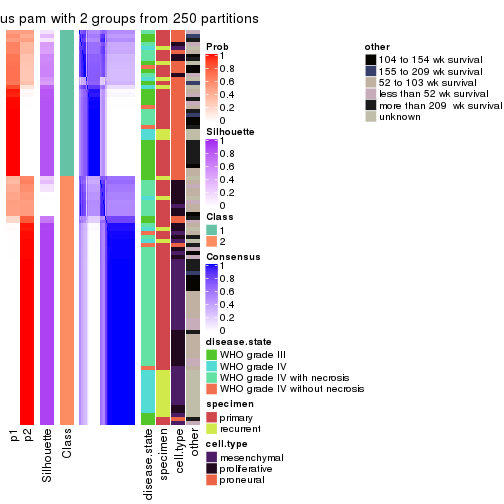 us pam with 2 groups from 250 partitions
Prob
1
0.8
0.6
0.4
0.2
0
Silhouette
1
0.8
0.6
0.4
0.2
0
Class
1
2
Consensus
1
0.8
0.6
0.4
0.2
0
disease.state
WHO grade III
WHO grade IV
WHO grade IV with necrosis
WHO grade IV without necrosis
specimen
primary
recurrent
cell.type
mesenchymal
proliferative
proneural
other
104 to 154 wk survival
155 to 209 wk survival
52 to 103 wk survival
less than 52 wk survival
more than 209 wk survival
unknown
p1
p2
Silhouette
Class
disease.state
specimen
cell.type
other